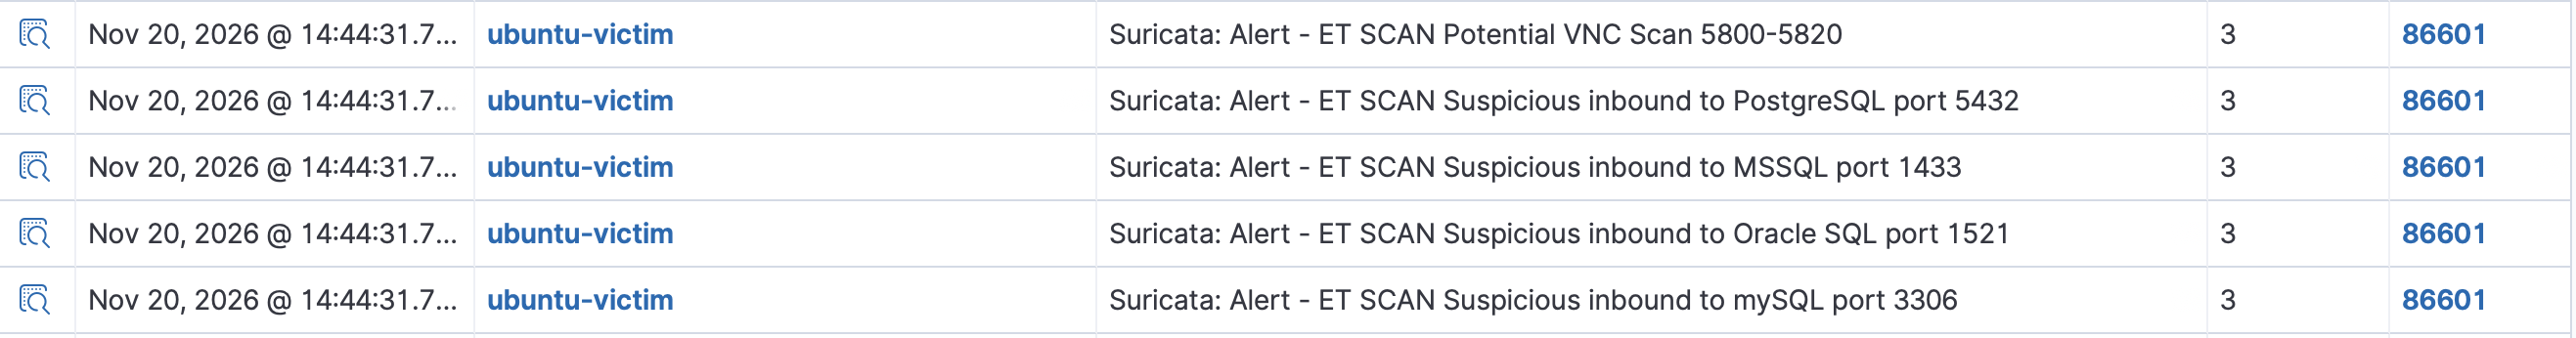 Nov 20, 2026 @ 14:44:31.7... ubuntu-victim Suricata: Alert - ET SCAN Potential VNC Scan 5800-5820 3 86601
Nov 20, 2026 @ 14:44:31.7... ubuntu-victim Suricata: Alert - ET SCAN Suspicious inbound to PostgreSQL port 5432 3 86601
Nov 20, 2026 @ 14:44:31.7... ubuntu-victim Suricata: Alert - ET SCAN Suspicious inbound to MSSQL port 1433 3 86601
Nov 20, 2026 @ 14:44:31.7... ubuntu-victim Suricata: Alert - ET SCAN Suspicious inbound to Oracle SQL port 1521 3 86601
Nov 20, 2026 @ 14:44:31.7... ubuntu-victim Suricata: Alert - ET SCAN Suspicious inbound to mySQL port 3306 3 86601